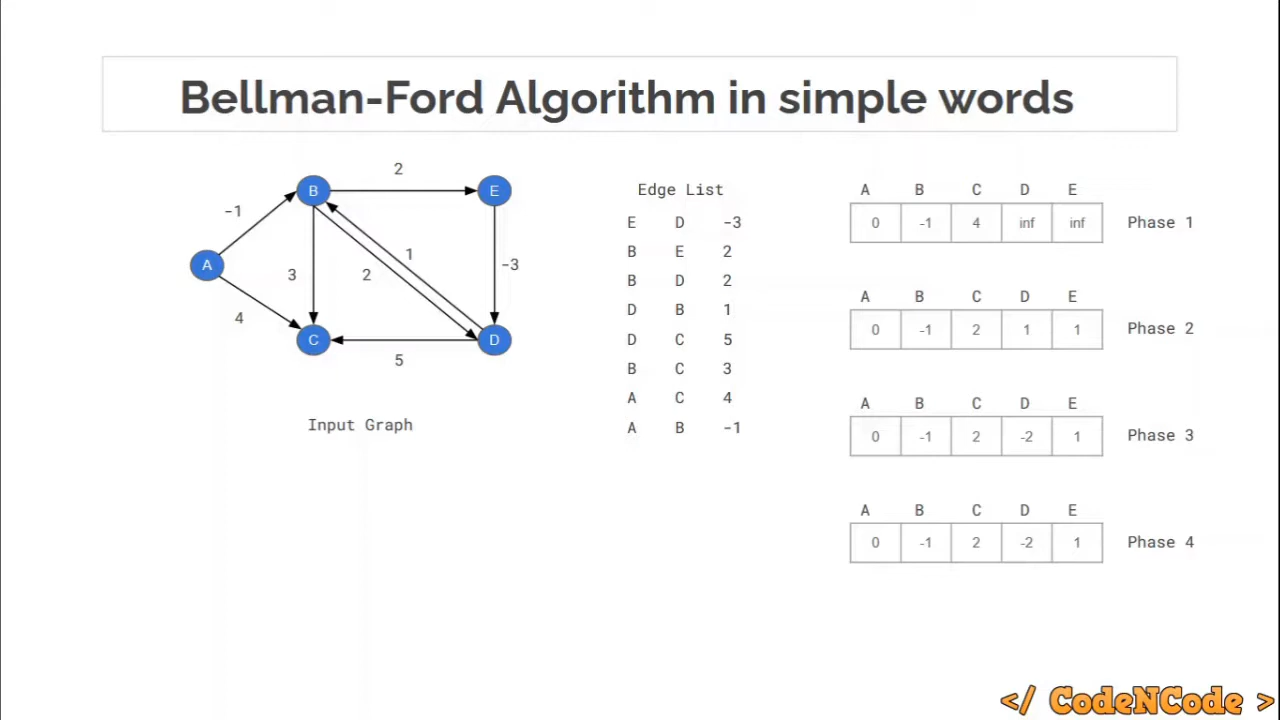 Bellman-Ford Algorithm in simple words
B
2
E
-1
A
3
2
1
-3
4
C
D
5
Input Graph
Edge List
E D -3
B E 2
B D 2
D B 1
D C 5
B C 3
A C 4
A B -1
A B C D E
0 -1 4 inf inf Phase 1
A B C D E
0 -1 2 1 1 Phase 2
A B C D E
0 -1 2 -2 1 Phase 3
A B C D E
0 -1 2 -2 1 Phase 4
</ CodeNCode >